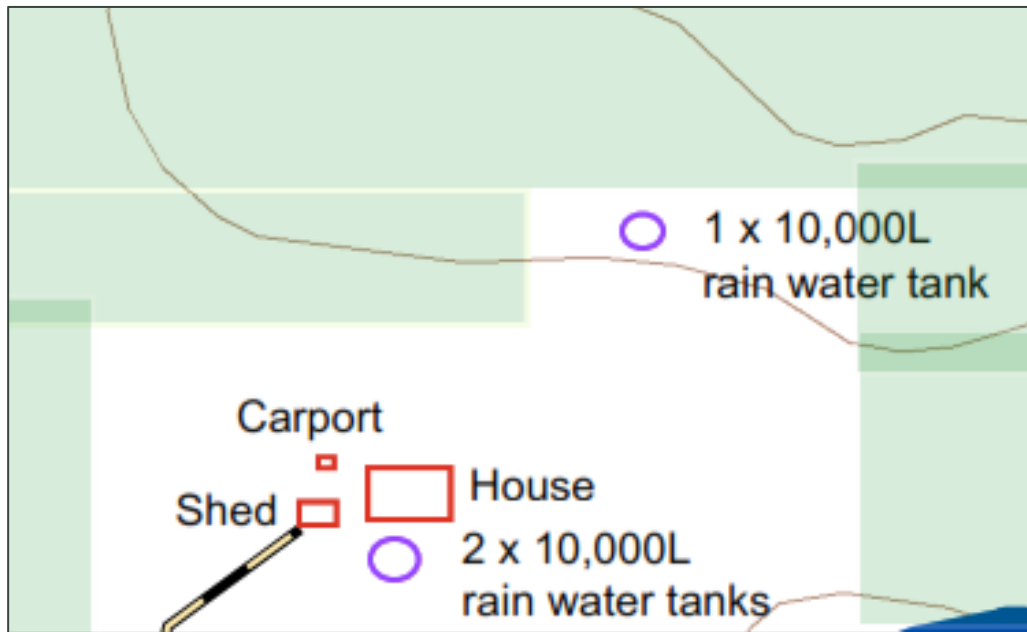 1 x 10,000L
rain water tank
Carport
House
Shed
2 x 10,000L
rain water tanks